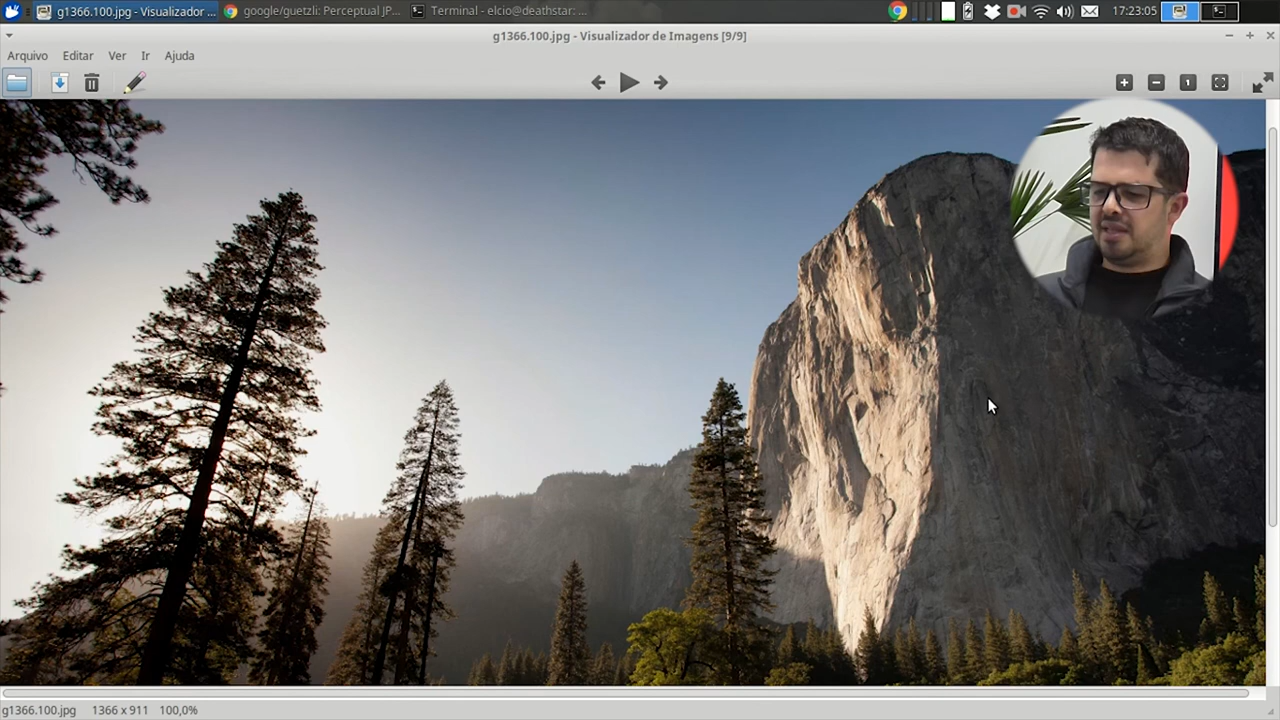 g1366.100.jpg - Visualizador ...
google/guetzli: Perceptual JP...
Terminal - elcio@deathstar: ...
17:23:05
g1366.100.jpg - Visualizador de Imagens [9/9]
Arquivo Editar Ver Ir Ajuda
1
g1366.100.jpg 1366 x 911 100,0%